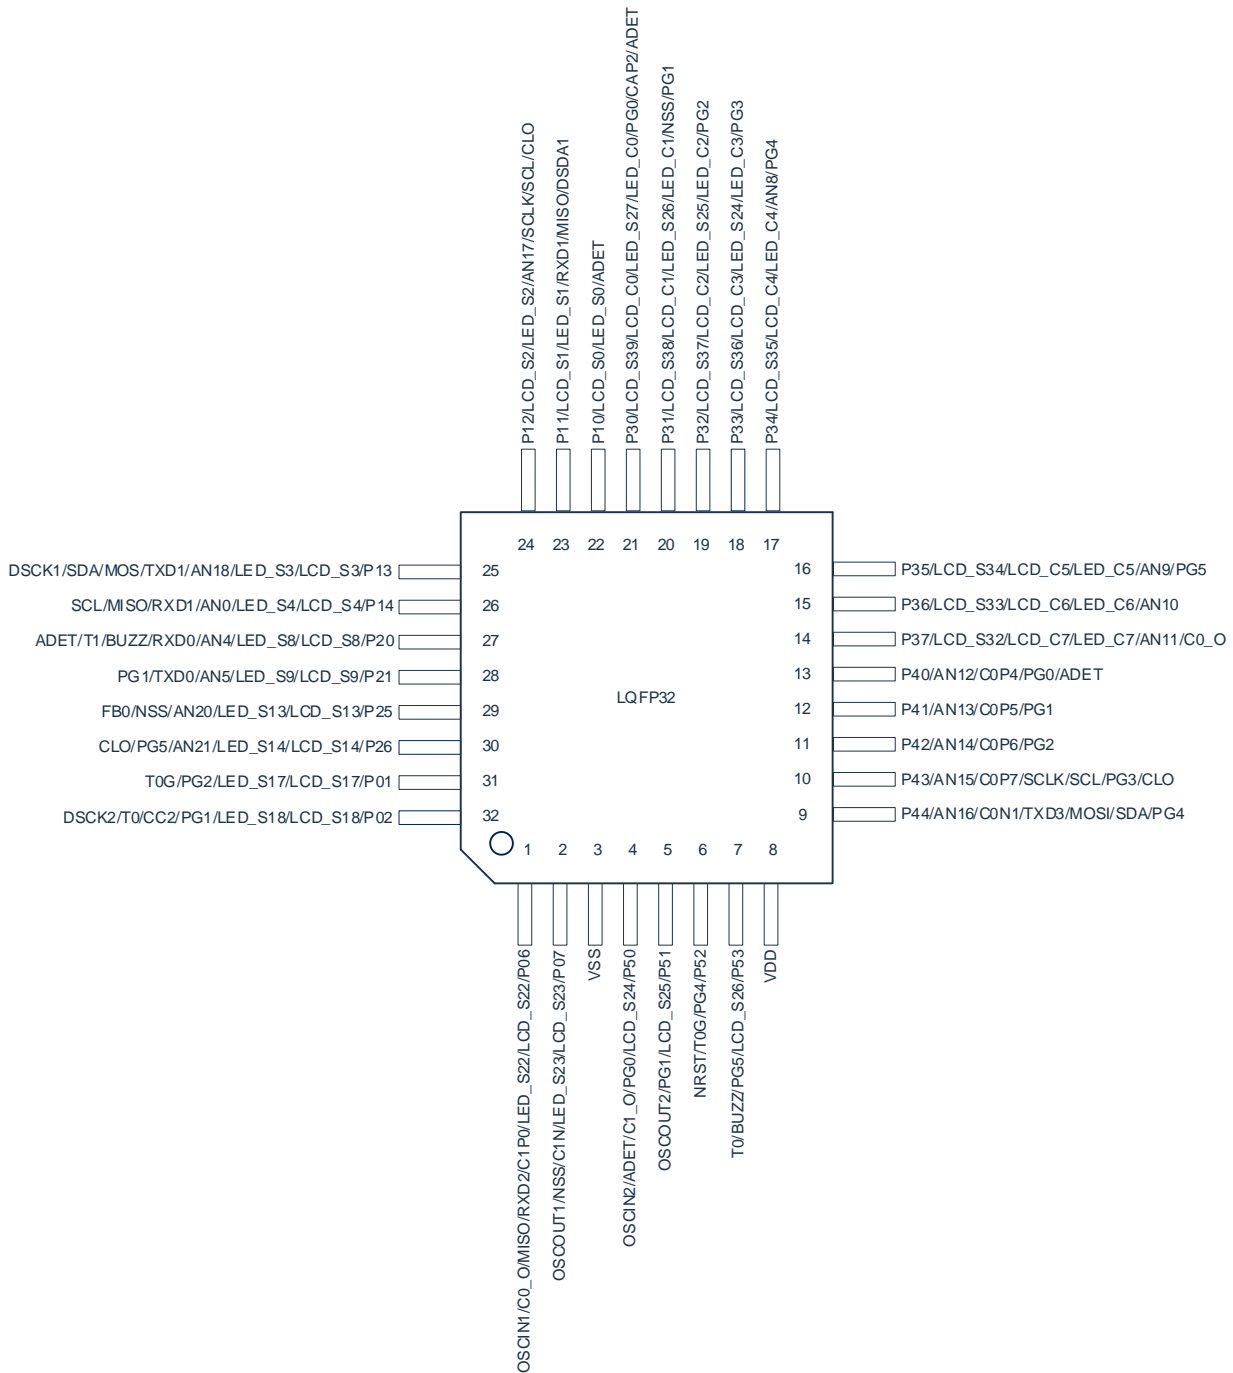 P12/LCD_S2/LED_S2/AN17/SCLK/SCL/CLO
P11/LCD_S1/LED_S1/RXD1/MISO/DSDA1
P10/LCD_S0/LED_S0/ADET
P30/LCD_S39/LCD_C0/LED_S27/LED_C0/PG0/CAP2/ADET
P31/LCD_S38/LCD_C1/LED_S26/LED_C1/NSS/PG1
P32/LCD_S37/LCD_C2/LED_S25/LED_C2/PG2
P33/LCD_S36/LCD_C3/LED_S24/LED_C3/PG3
P34/LCD_S35/LCD_C4/LED_C4/AN8/PG4
24 23 22 21 20 19 18 17
DSCK1/SDA/MOS/TXD1/AN18/LED_S3/LCD_S3/P13 25
SCL/MISO/RXD1/AN0/LED_S4/LCD_S4/P14 26
ADET/T1/BUZZ/RXD0/AN4/LED_S8/LCD_S8/P20 27
PG1/TXD0/AN5/LED_S9/LCD_S9/P21 28
FB0/NSS/AN20/LED_S13/LCD_S13/P25 29
CLO/PG5/AN21/LED_S14/LCD_S14/P26 30
T0G/PG2/LED_S17/LCD_S17/P01 31
DSCK2/T0/CC2/PG1/LED_S18/LCD_S18/P02 32
LQFP32
16 P35/LCD_S34/LCD_C5/LED_C5/AN9/PG5
15 P36/LCD_S33/LCD_C6/LED_C6/AN10
14 P37/LCD_S32/LCD_C7/LED_C7/AN11/C0_O
13 P40/AN12/C0P4/PG0/ADET
12 P41/AN13/C0P5/PG1
11 P42/AN14/C0P6/PG2
10 P43/AN15/C0P7/SCLK/SCL/PG3/CLO
9 P44/AN16/C0N1/TXD3/MOSI/SDA/PG4
1 2 3 4 5 6 7 8
OSCIN1/C0_O/MISO/RXD2/C1P0/LED_S22/LCD_S22/P06
OSCOUT1/NSS/C1N/LED_S23/LCD_S23/P07
VSS
OSCIN2/ADET/C1_O/PG0/LCD_S24/P50
OSCOUT2/PG1/LCD_S25/P51
NRST/T0G/PG4/P52
T0/BUZZ/PG5/LCD_S26/P53
VDD